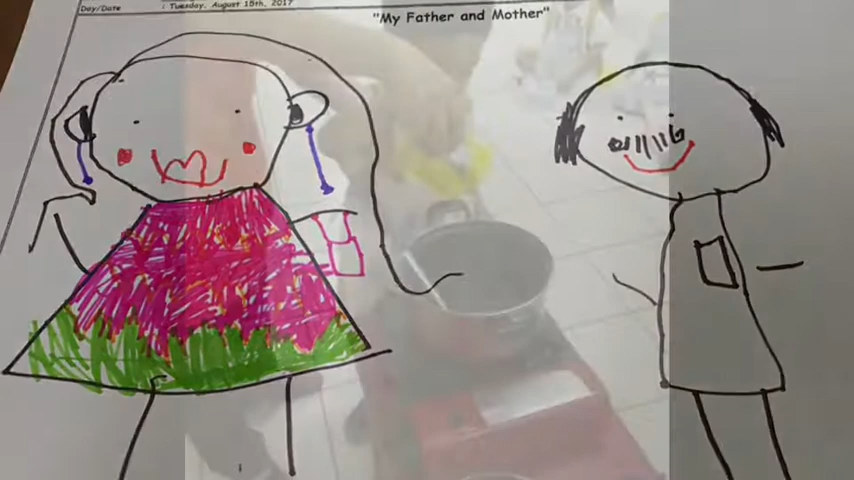 Day/Date : Tuesday, August 15th, 2017
"My Father and Mother"